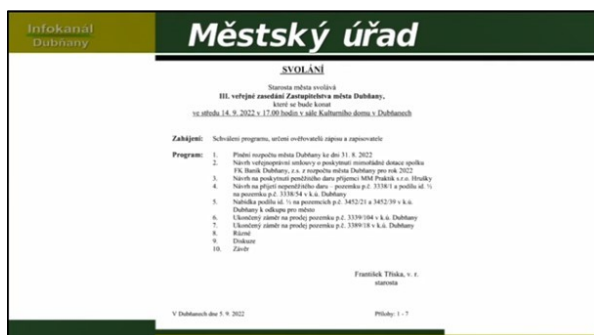 Infokanál
Dubňany
Městský úřad
SVOLÁNÍ
Starosta města svolává
III. veřejné zasedání Zastupitelstva města Dubňany,
které se bude konat
ve středu 14. 9. 2022 v 17.00 hodin v sále Kulturního domu v Dubňanech
Zahájení: Schválení programu, určení ověřovatelů zápisu a zapisovatele
Program: 1. Plnění rozpočtu města Dubňany ke dni 31. 8. 2022
2. Návrh veřejnoprávní smlouvy o poskytnutí mimořádné dotace spolku
FK Baník Dubňany, z.s. z rozpočtu města Dubňany pro rok 2022
3. Návrh na poskytnutí peněžitého daru příjemci MM Praktik s.r.o. Hrušky
4. Návrh na přijetí nepeněžitého daru – pozemku p.č. 3338/1 a podílu id. ½
na pozemku p.č. 3338/54 v k.ú. Dubňany
5. Nabídka podílu id. ½ na pozemcích p.č. 3452/21 a 3452/39 v k.ú.
Dubňany k odkupu pro město
6. Ukončený záměr na prodej pozemku p.č. 3339/104 v k.ú. Dubňany
7. Ukončený záměr na prodej pozemku p.č. 3389/18 v k.ú. Dubňany
8. Různé
9. Diskuze
10. Závěr
František Tříska, v. r.
starosta
V Dubňanech dne 5. 9. 2022 Přílohy: 1 - 7